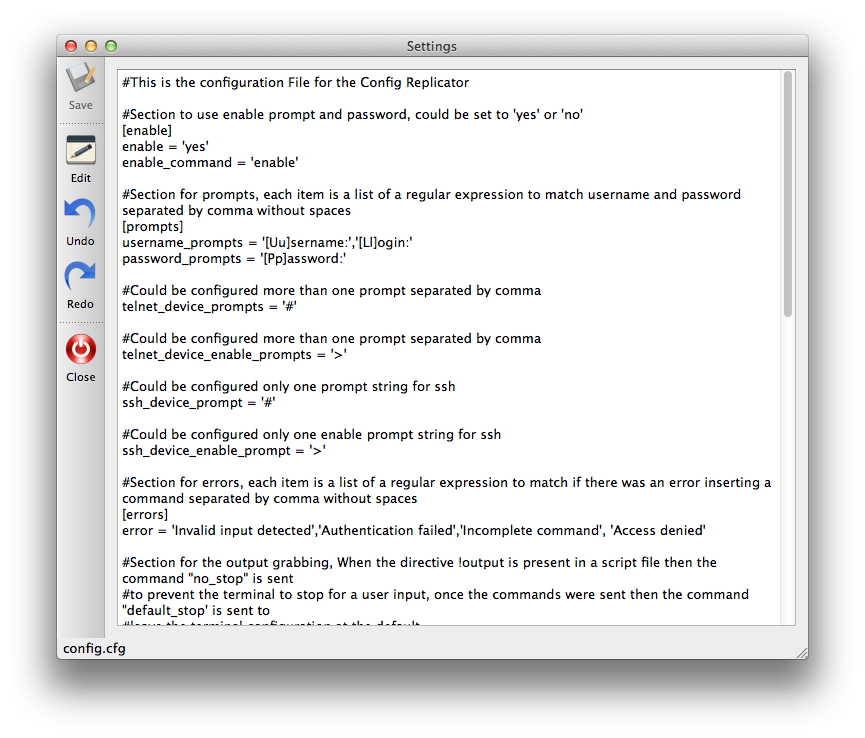 Settings
Save
Edit
Undo
Redo
Close
#This is the configuration File for the Config Replicator
#Section to use enable prompt and password, could be set to 'yes' or 'no'
[enable]
enable = 'yes'
enable_command = 'enable'
#Section for prompts, each item is a list of a regular expression to match username and password
separated by comma without spaces
[prompts]
username_prompts = '[Uu]sername:','[Ll]ogin:'
password_prompts = '[Pp]assword:'
#Could be configured more than one prompt separated by comma
telnet_device_prompts = '#'
#Could be configured more than one prompt separated by comma
telnet_device_enable_prompts = '>'
#Could be configured only one prompt string for ssh
ssh_device_prompt = '#'
#Could be configured only one enable prompt string for ssh
ssh_device_enable_prompt = '>'
#Section for errors, each item is a list of a regular expression to match if there was an error inserting a
command separated by comma without spaces
[errors]
error = 'Invalid input detected','Authentication failed','Incomplete command', 'Access denied'
#Section for the output grabbing, When the directive !output is present in a script file then the
command "no_stop" is sent
#to prevent the terminal to stop for a user input, once the commands were sent then the command
"default_stop' is sent to
#leave the terminal configuration at the default
config.cfg